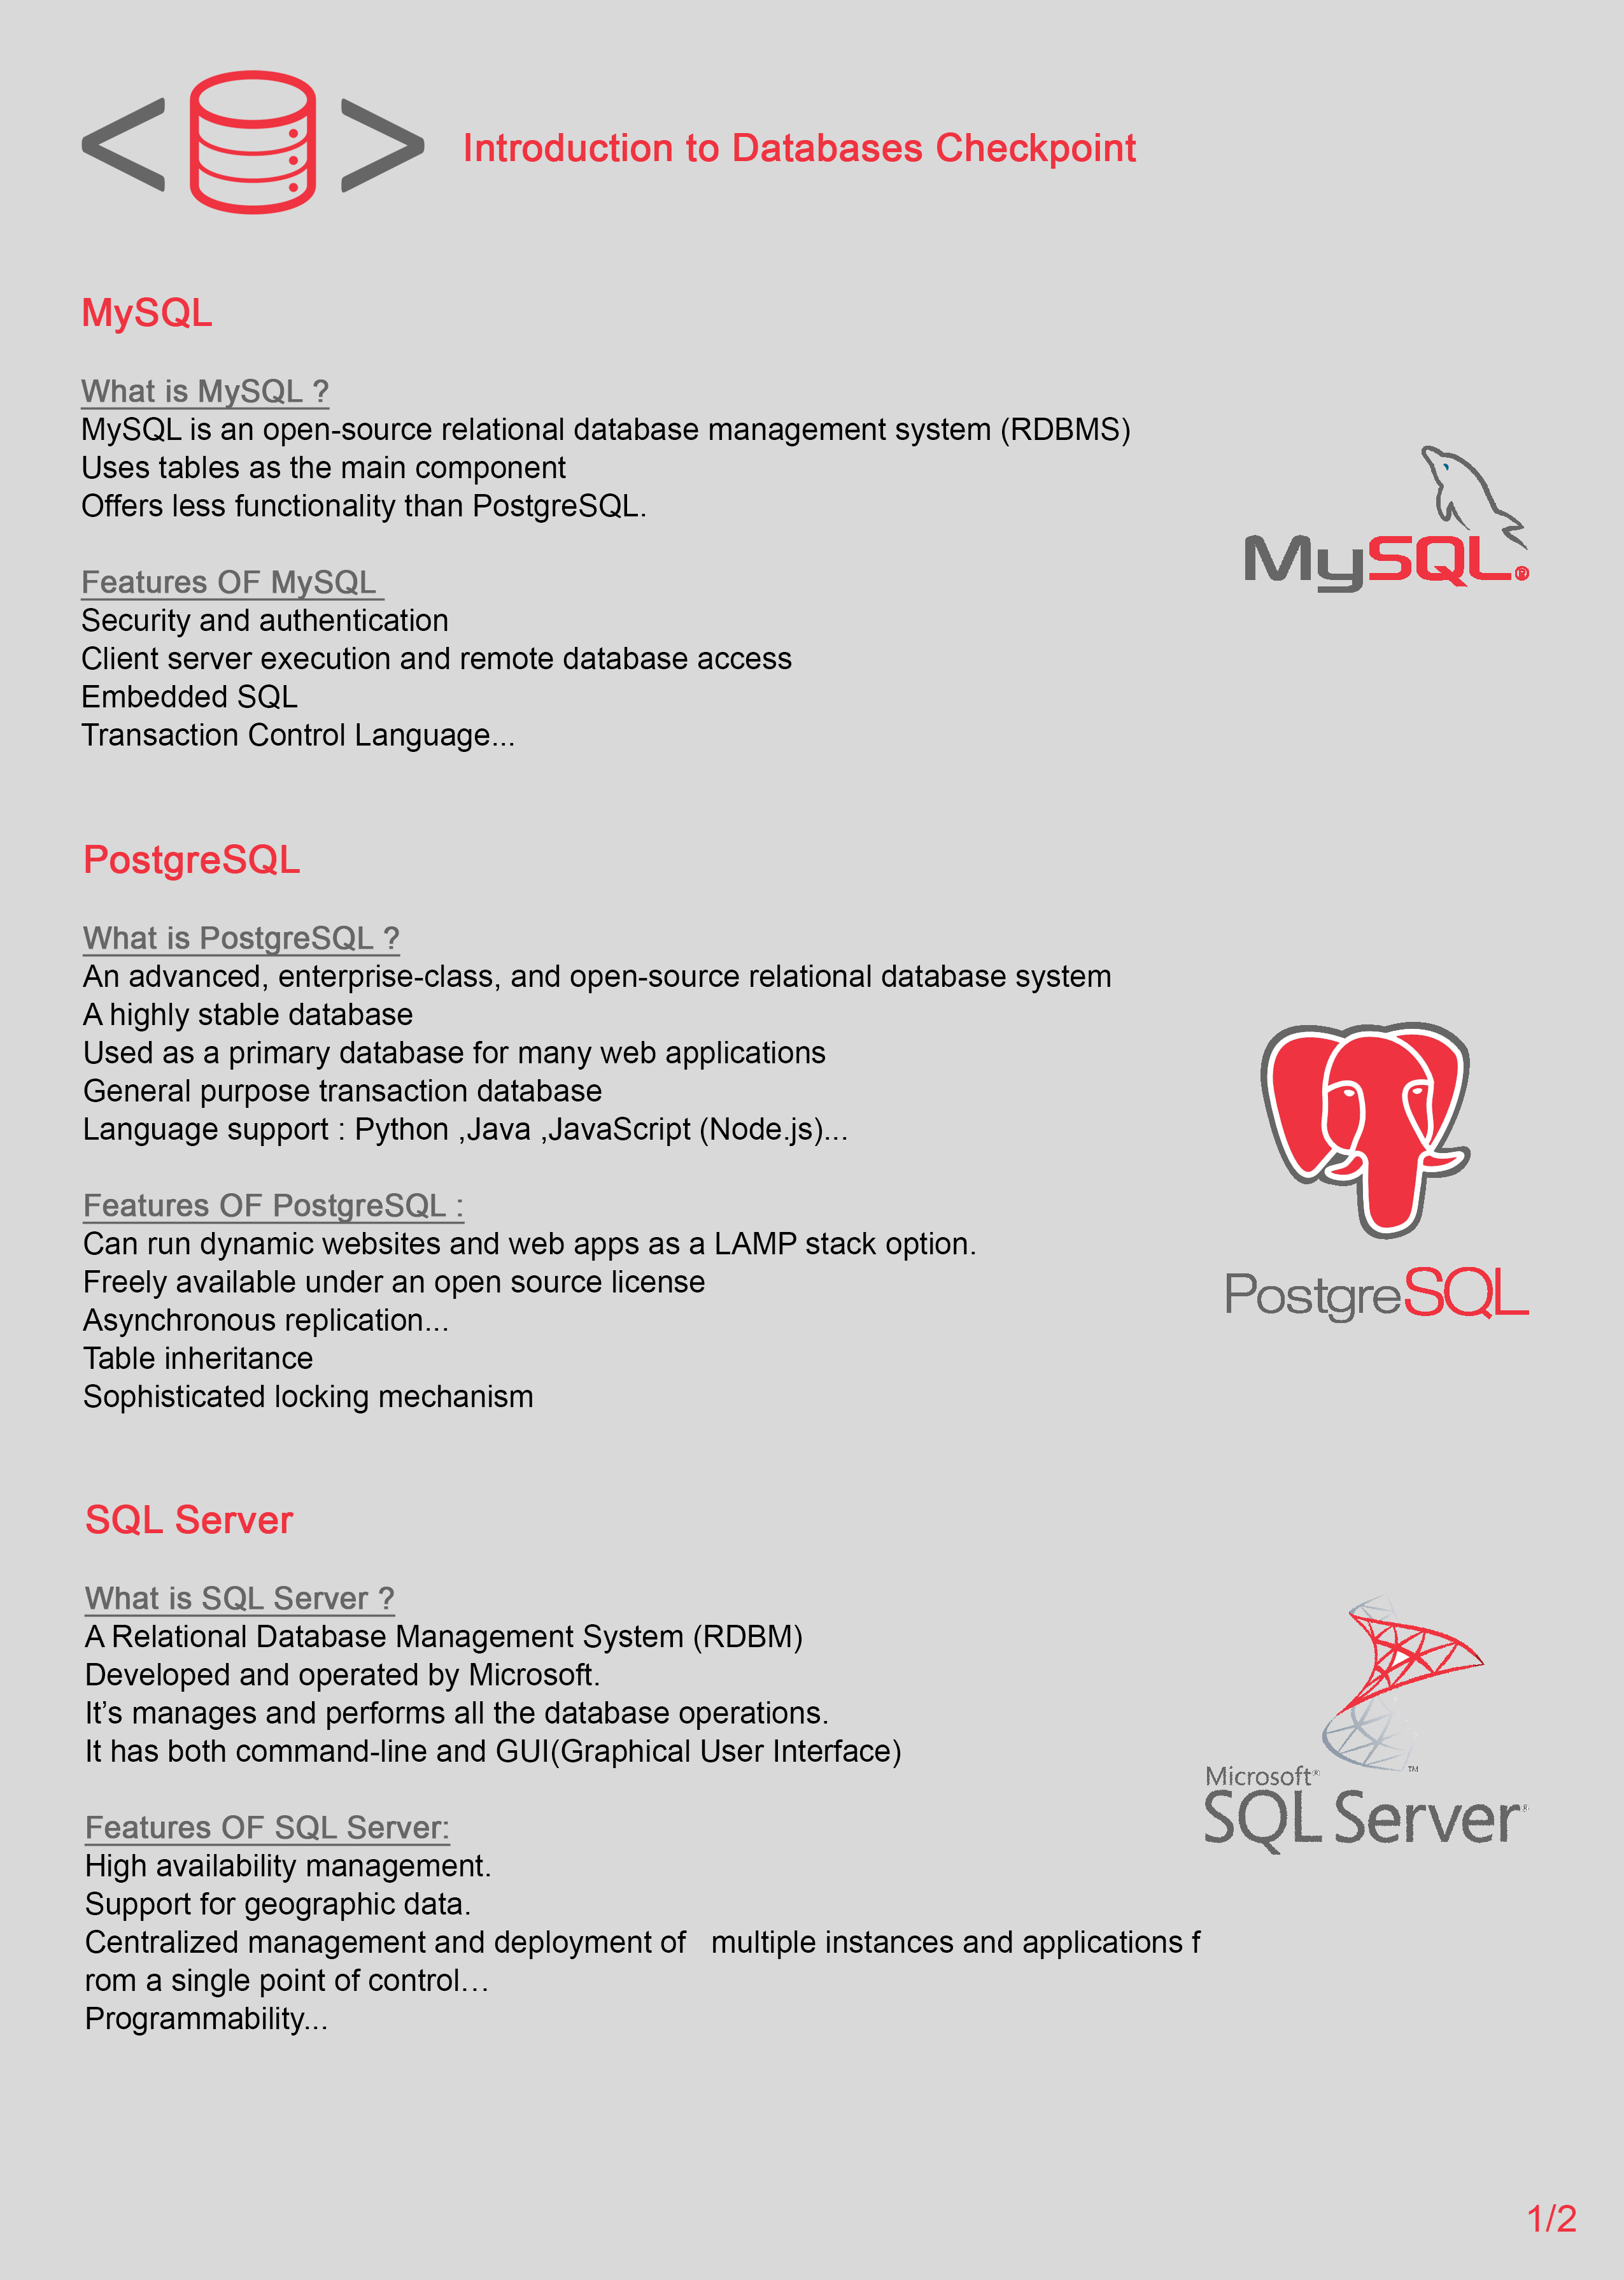 Introduction to Databases Checkpoint
MySQL
What is MySQL ?
MySQL is an open-source relational database management system (RDBMS)
Uses tables as the main component
Offers less functionality than PostgreSQL.
MySQL®
Features OF MySQL
Security and authentication
Client server execution and remote database access
Embedded SQL
Transaction Control Language...
PostgreSQL
What is PostgreSQL ?
An advanced, enterprise-class, and open-source relational database system
A highly stable database
Used as a primary database for many web applications
General purpose transaction database
Language support : Python ,Java ,JavaScript (Node.js)...
Features OF PostgreSQL :
Can run dynamic websites and web apps as a LAMP stack option.
Freely available under an open source license
Asynchronous replication...
Table inheritance
Sophisticated locking mechanism
PostgreSQL
SQL Server
What is SQL Server ?
A Relational Database Management System (RDBM)
Developed and operated by Microsoft.
It’s manages and performs all the database operations.
It has both command-line and GUI(Graphical User Interface)
™
Microsoft®
SQL Server®
Features OF SQL Server:
High availability management.
Support for geographic data.
Centralized management and deployment of   multiple instances and applications f
rom a single point of control…
Programmability...
1/2